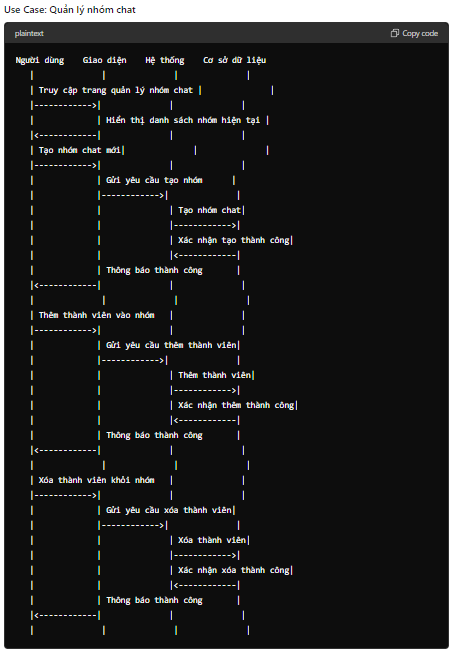 Use Case: Quản lý nhóm chat
plaintext Copy code
Người dùng Giao diện Hệ thống Cơ sở dữ liệu
| | | |
| Truy cập trang quản lý nhóm chat | |
|------------>| | |
| | Hiển thị danh sách nhóm hiện tại |
|<------------| | |
| Tạo nhóm chat mới| | |
|------------>| | |
| | Gửi yêu cầu tạo nhóm |
| |------------>| |
| | | Tạo nhóm chat|
| | |------------>|
| | | Xác nhận tạo thành công|
| | |<------------|
| | Thông báo thành công |
|<------------| | |
| | | |
| Thêm thành viên vào nhóm | |
|------------>| | |
| | Gửi yêu cầu thêm thành viên|
| |------------>| |
| | | Thêm thành viên|
| | |------------>|
| | | Xác nhận thêm thành công|
| | |<------------|
| | Thông báo thành công |
|<------------| | |
| | | |
| Xóa thành viên khỏi nhóm | |
|------------>| | |
| | Gửi yêu cầu xóa thành viên|
| |------------>| |
| | | Xóa thành viên|
| | |------------>|
| | | Xác nhận xóa thành công|
| | |<------------|
| | Thông báo thành công |
|<------------| | |
| | | |